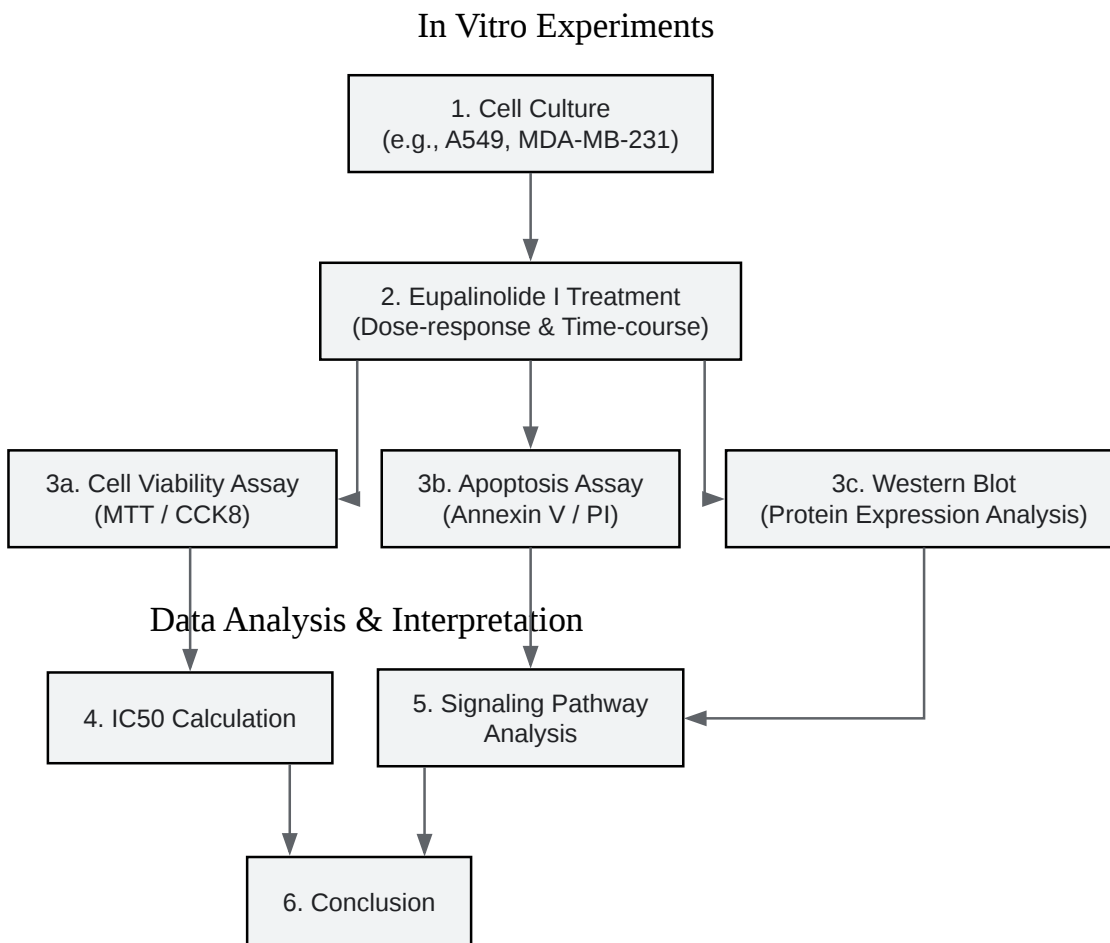 In Vitro Experiments
1. Cell Culture
(e.g., A549, MDA-MB-231)
2. Eupalinolide I Treatment
(Dose-response & Time-course)
3a. Cell Viability Assay
(MTT / CCK8)
3b. Apoptosis Assay
(Annexin V / PI)
3c. Western Blot
(Protein Expression Analysis)
Data Analysis & Interpretation
4. IC50 Calculation
5. Signaling Pathway
Analysis
6. Conclusion